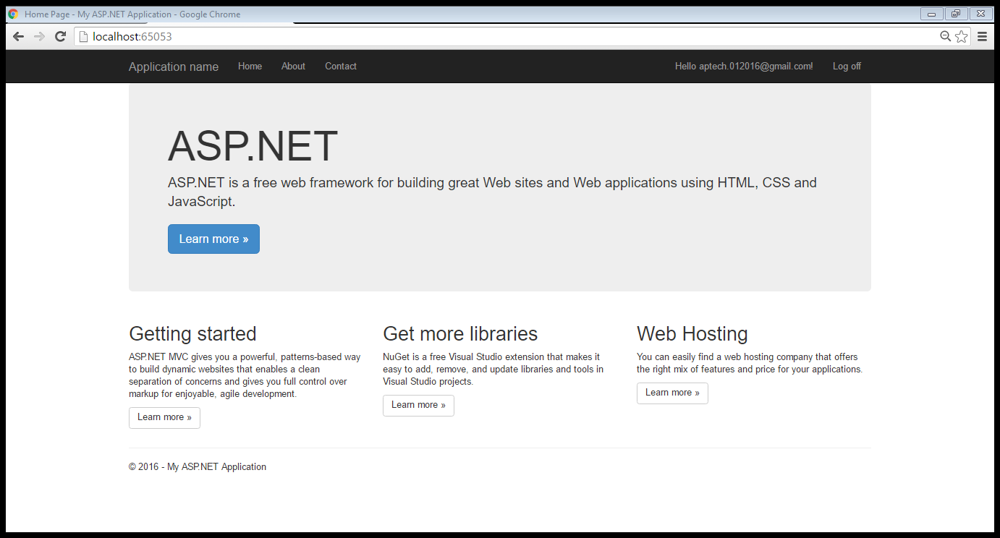 Home Page - My ASP.NET Application - Google Chrome
localhost:65053
Application name Home About Contact Hello aptech.012016@gmail.com! Log off
ASP.NET
ASP.NET is a free web framework for building great Web sites and Web applications using HTML, CSS and
JavaScript.
Learn more »
Getting started
ASP.NET MVC gives you a powerful, patterns-based way
to build dynamic websites that enables a clean
separation of concerns and gives you full control over
markup for enjoyable, agile development.
Learn more »
Get more libraries
NuGet is a free Visual Studio extension that makes it
easy to add, remove, and update libraries and tools in
Visual Studio projects.
Learn more »
Web Hosting
You can easily find a web hosting company that offers
the right mix of features and price for your applications.
Learn more »
© 2016 - My ASP.NET Application